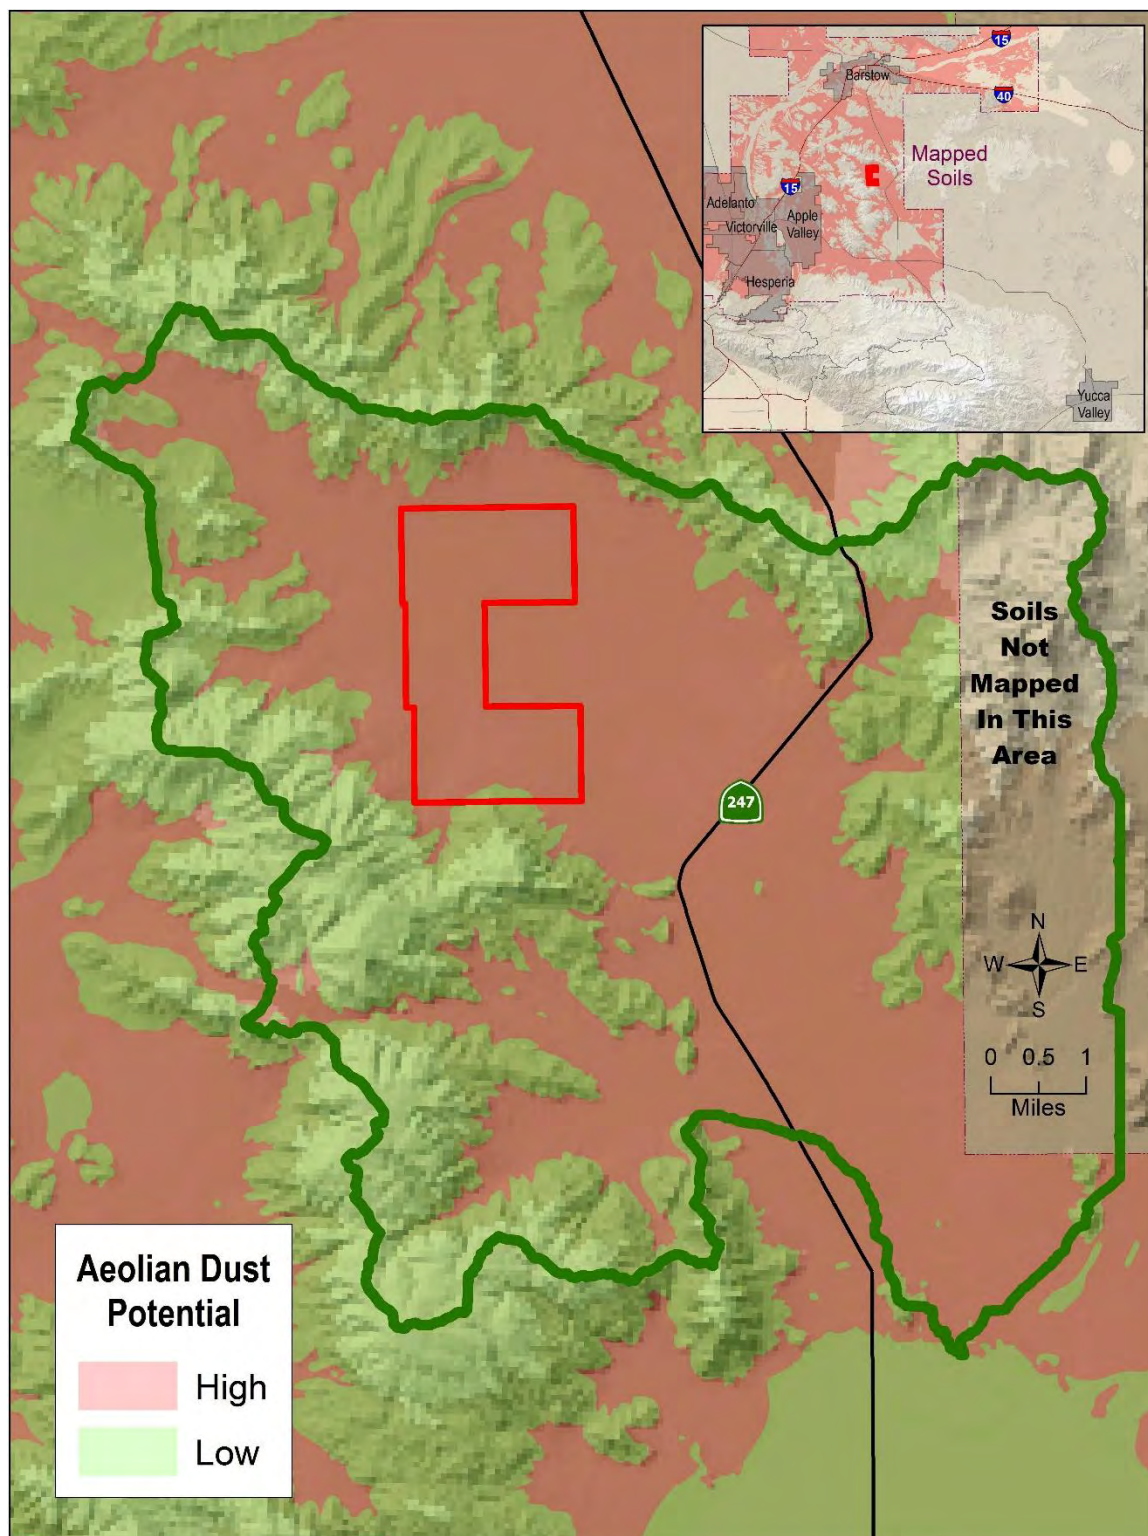 15
Barstow
40
Mapped
Soils
15
Adelanto
Apple
Valley
Victorville
Hesperia
Yucca
Valley
Soils
Not
Mapped
In This
Area
247
N
W E
S
0 0.5 1
Miles
Aeolian Dust
Potential
High
Low